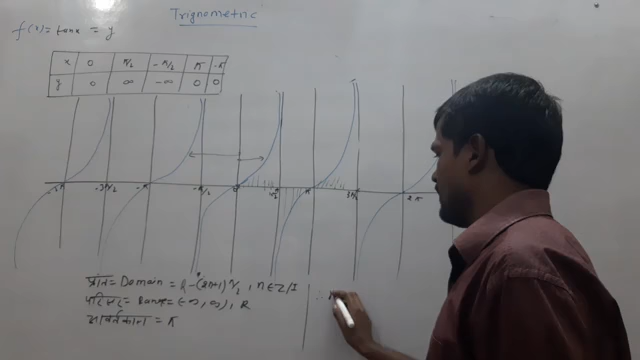 Trignometric
f(x) = tanx = y
x 0 π/2 -π/2 π -π
y 0 ∞ -∞ 0 0
-2π -3π/2 -π -π/2 0 π/2 π 3π/2 2π
प्रान्त = Domain = R - (2n+1) π/2 , n ∈ Z/I
परिसर = Range = (-∞, ∞), R
आवर्तकाल = π
∴